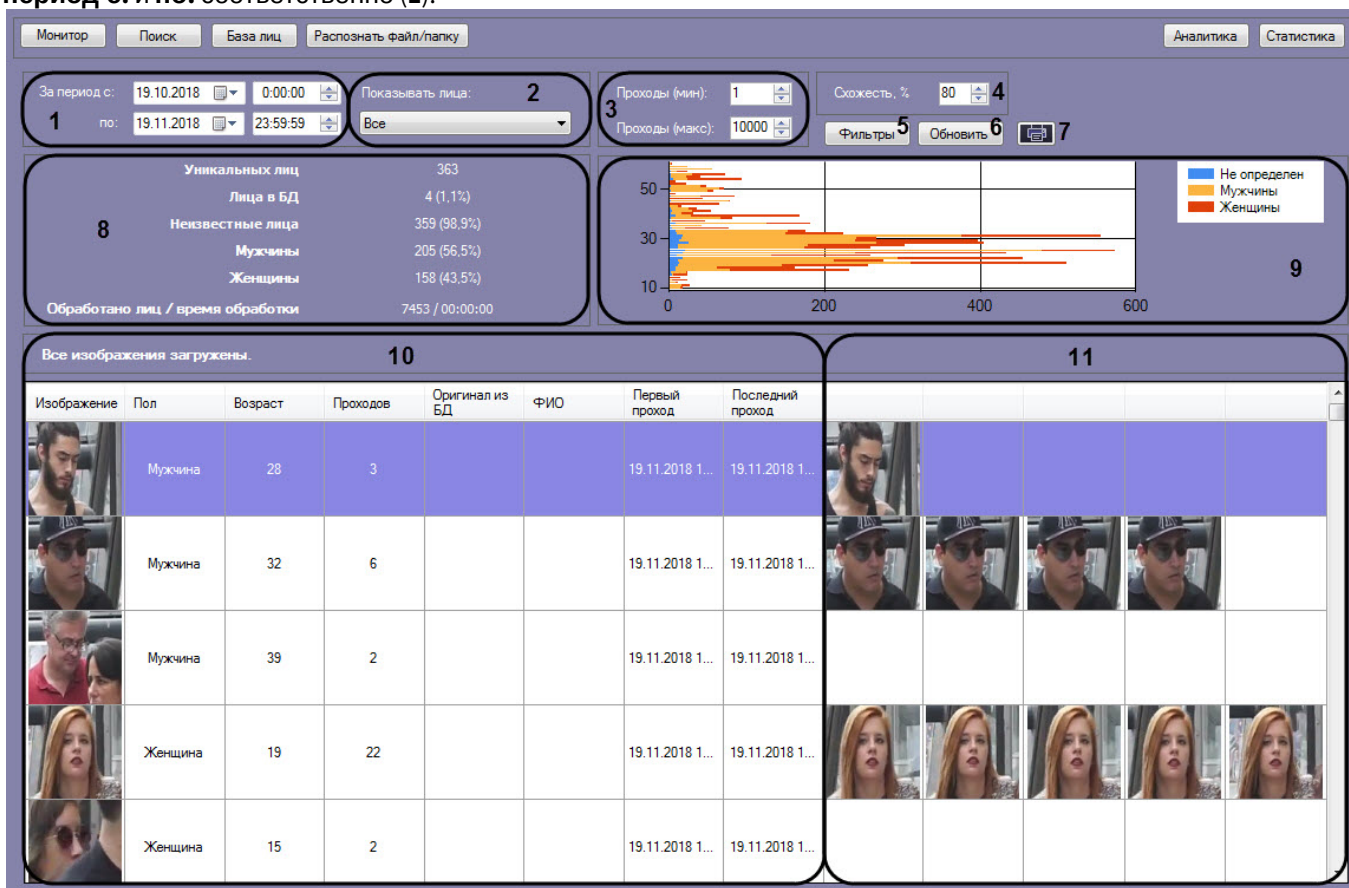 период с: и по: соответственно (1).
Монитор Поиск База лиц Распознать файл/папку Аналитика Статистика
За период с: 19.10.2018 0:00:00 Показывать лица: 2 Проходы (мин): 1 Схожесть, % 80 4
1 по: 19.11.2018 23:59:59 Все 3 Проходы (макс): 10000 Фильтры 5 Обновить 6 7
Уникальных лиц 363
Лица в БД 4 (1,1%)
8 Неизвестные лица 359 (98,9%)
Мужчины 205 (56,5%)
Женщины 158 (43,5%)
Обработано лиц / время обработки 7453 / 00:00:00
50
30
10
0 200 400 600
Не определен
Мужчины
Женщины
9
Все изображения загружены. 10 11
Изображение Пол Возраст Проходов Оригинал из БД ФИО Первый проход Последний проход
Мужчина 28 3 19.11.2018 1... 19.11.2018 1...
Мужчина 32 6 19.11.2018 1... 19.11.2018 1...
Мужчина 39 2 19.11.2018 1... 19.11.2018 1...
Женщина 19 22 19.11.2018 1... 19.11.2018 1...
Женщина 15 2 19.11.2018 1... 19.11.2018 1...